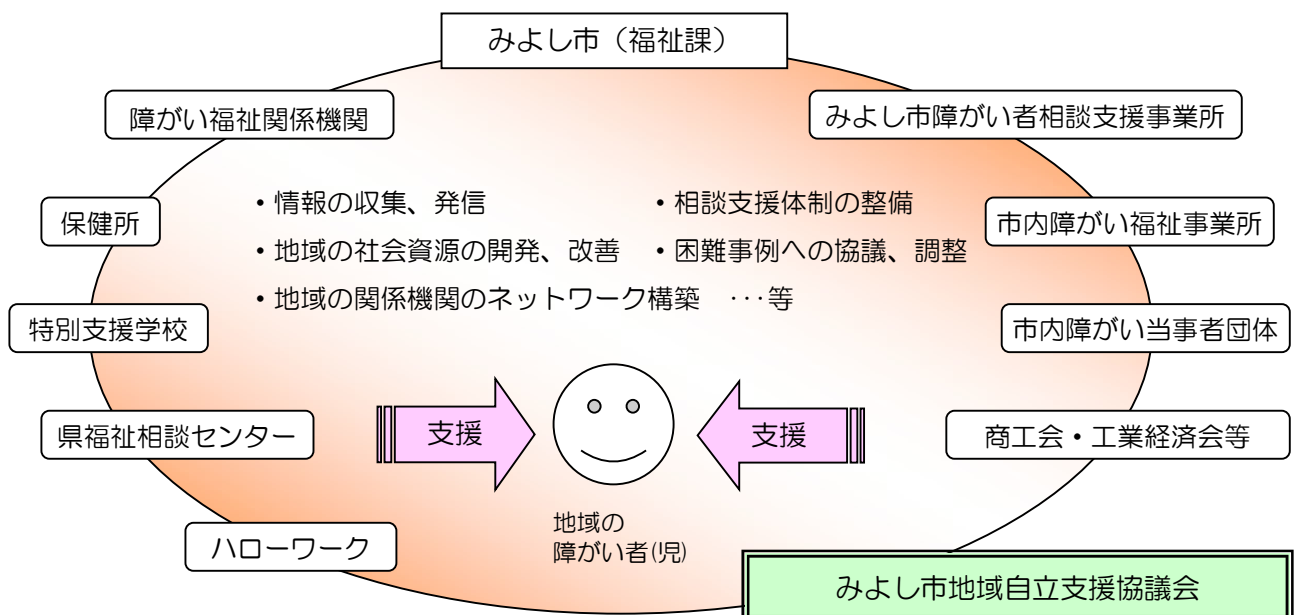 みよし市（福祉課）
障がい福祉関係機関
みよし市障がい者相談支援事業所
保健所
・情報の収集、発信
・相談支援体制の整備
市内障がい福祉事業所
・地域の社会資源の開発、改善
・困難事例への協議、調整
・地域の関係機関のネットワーク構築　･･･等
特別支援学校
市内障がい当事者団体
県福祉相談センター
支援
支援
商工会・工業経済会等
ハローワーク
地域の
障がい者(児)
みよし市地域自立支援協議会